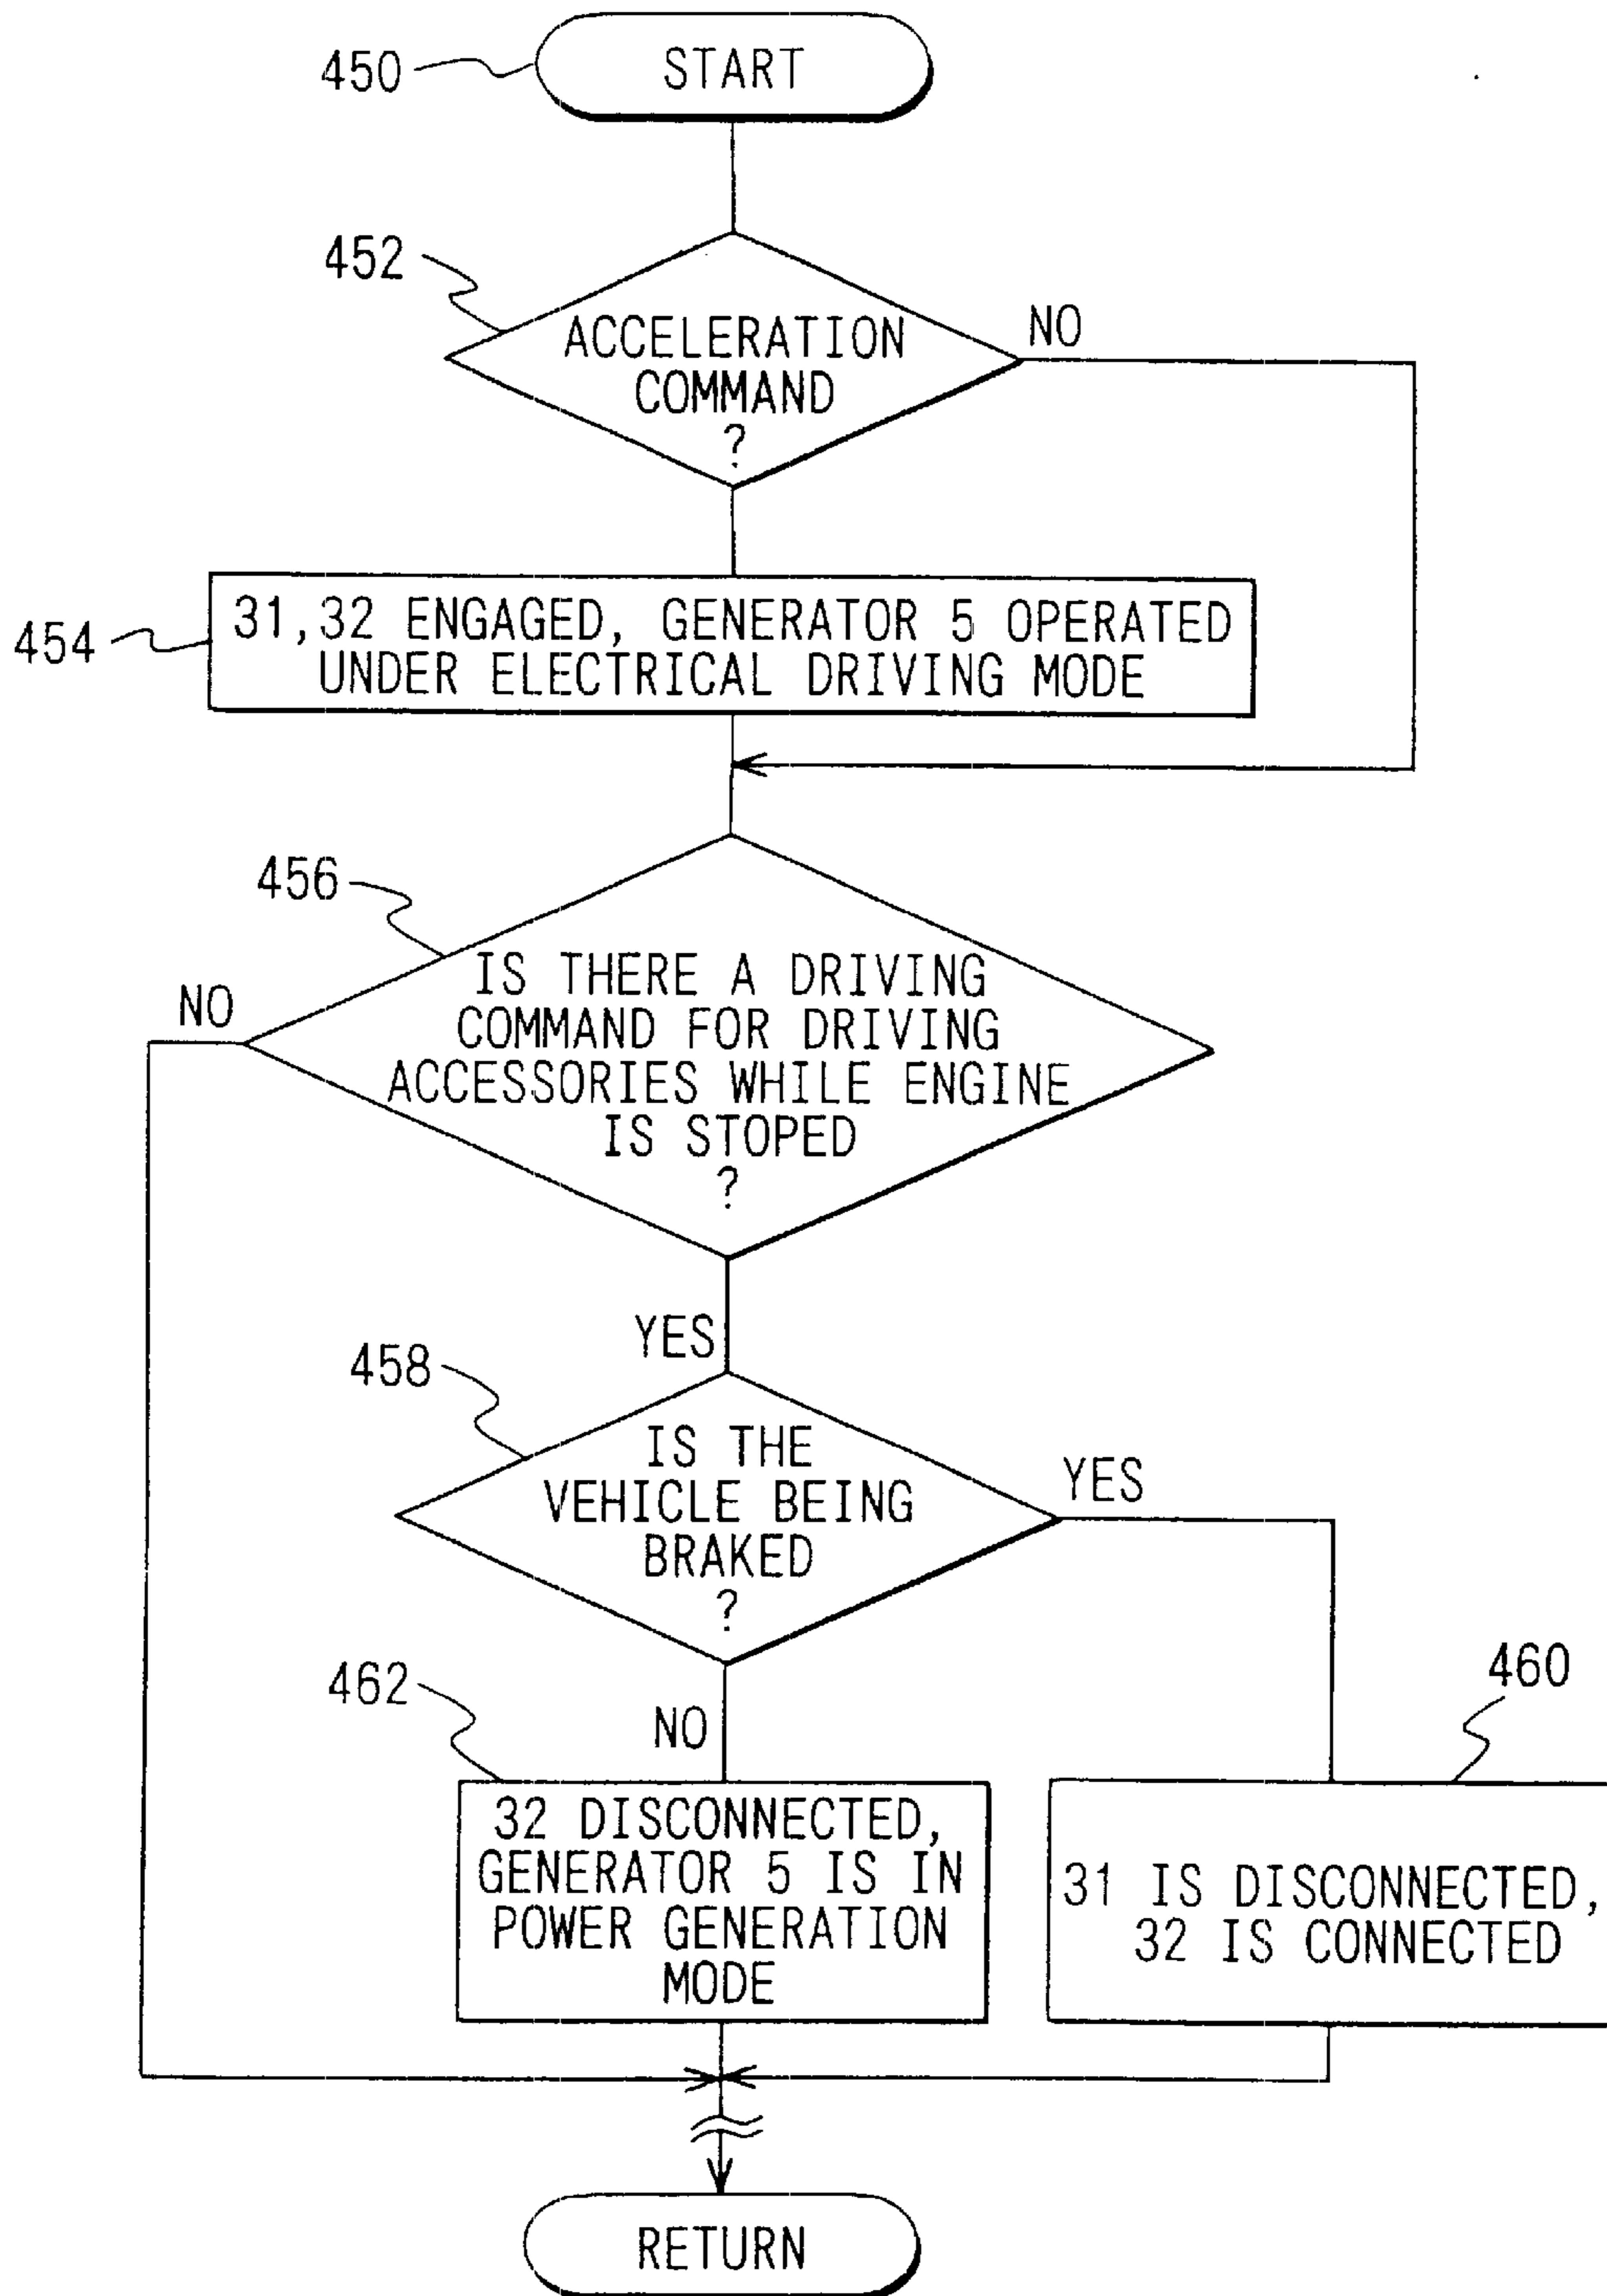 450
START
452
ACCELERATION
COMMAND
?
NO
454
31,32 ENGAGED, GENERATOR 5 OPERATED
UNDER ELECTRICAL DRIVING MODE
456
NO
IS THERE A DRIVING
COMMAND FOR DRIVING
ACCESSORIES WHILE ENGINE
IS STOPED
?
YES
458
IS THE
VEHICLE BEING
BRAKED
?
YES
462
NO
460
32 DISCONNECTED,
GENERATOR 5 IS IN
POWER GENERATION
MODE
31 IS DISCONNECTED,
32 IS CONNECTED
RETURN